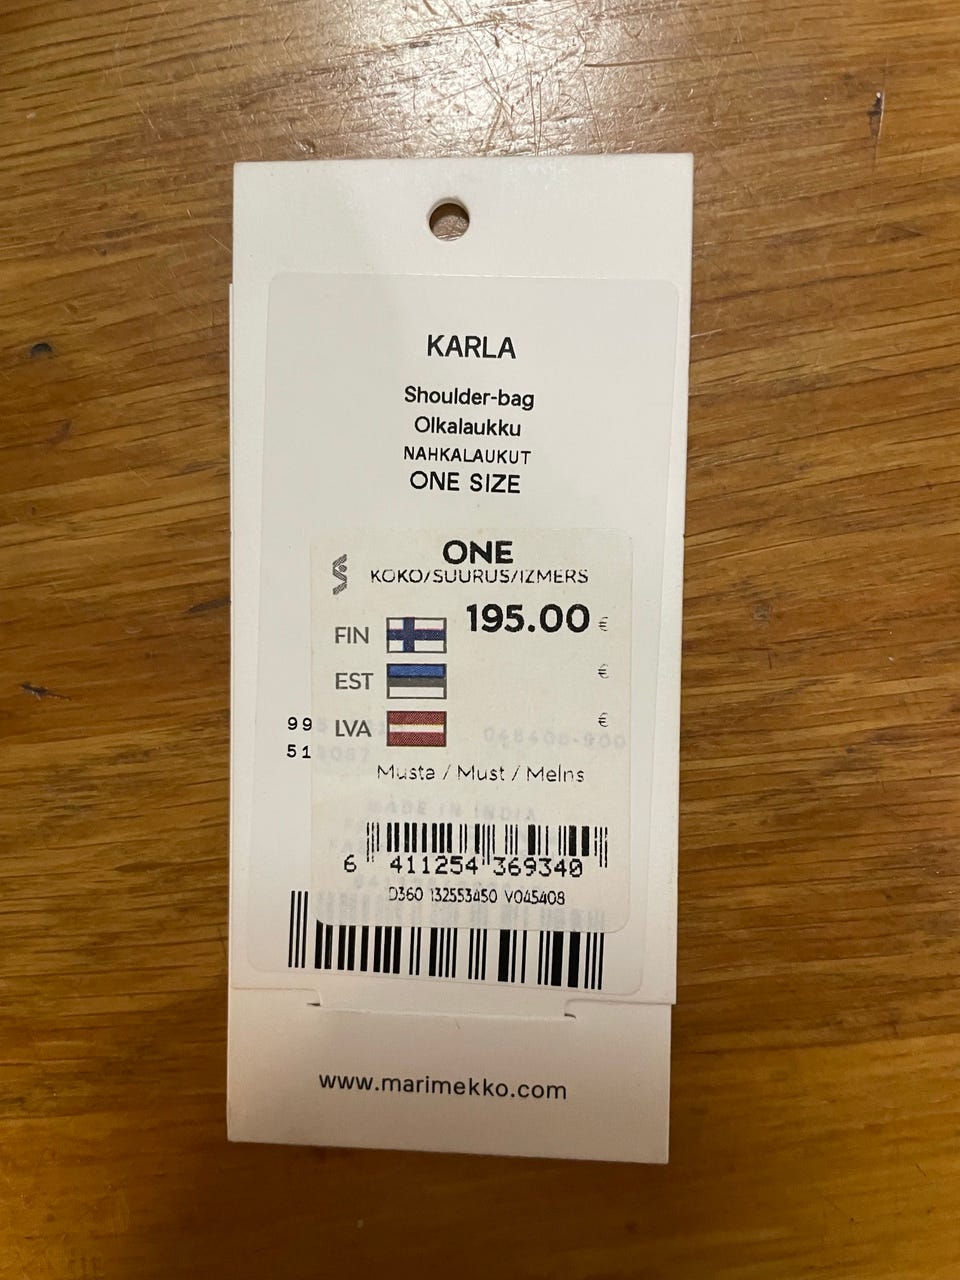 KARLA
Shoulder-bag
Olkalaukku
NAHKALAUKUT
ONE SIZE
ONE
KOKO/SUURUS/IZMERS
195.00 €
FIN
EST €
LVA €
99
51
048408-900
Musta / Must / Melns
MADE IN INDIA
6 411254 369340
D360 132553450 V045408
www.marimekko.com